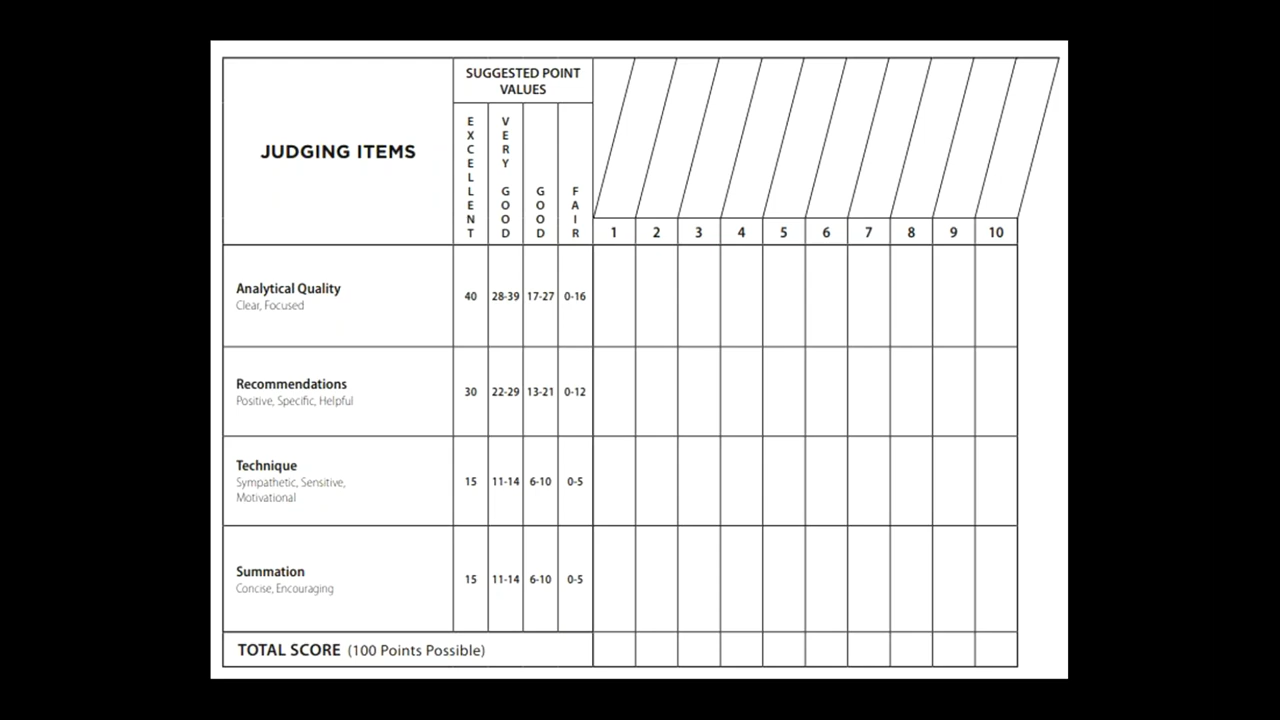 JUDGING ITEMS
SUGGESTED POINT
VALUES
EXCELLENT
VERY GOOD
GOOD
FAIR
1 2 3 4 5 6 7 8 9 10
Analytical Quality
Clear, Focused
40 28-39 17-27 0-16
Recommendations
Positive, Specific, Helpful
30 22-29 13-21 0-12
Technique
Sympathetic, Sensitive,
Motivational
15 11-14 6-10 0-5
Summation
Concise, Encouraging
15 11-14 6-10 0-5
TOTAL SCORE (100 Points Possible)